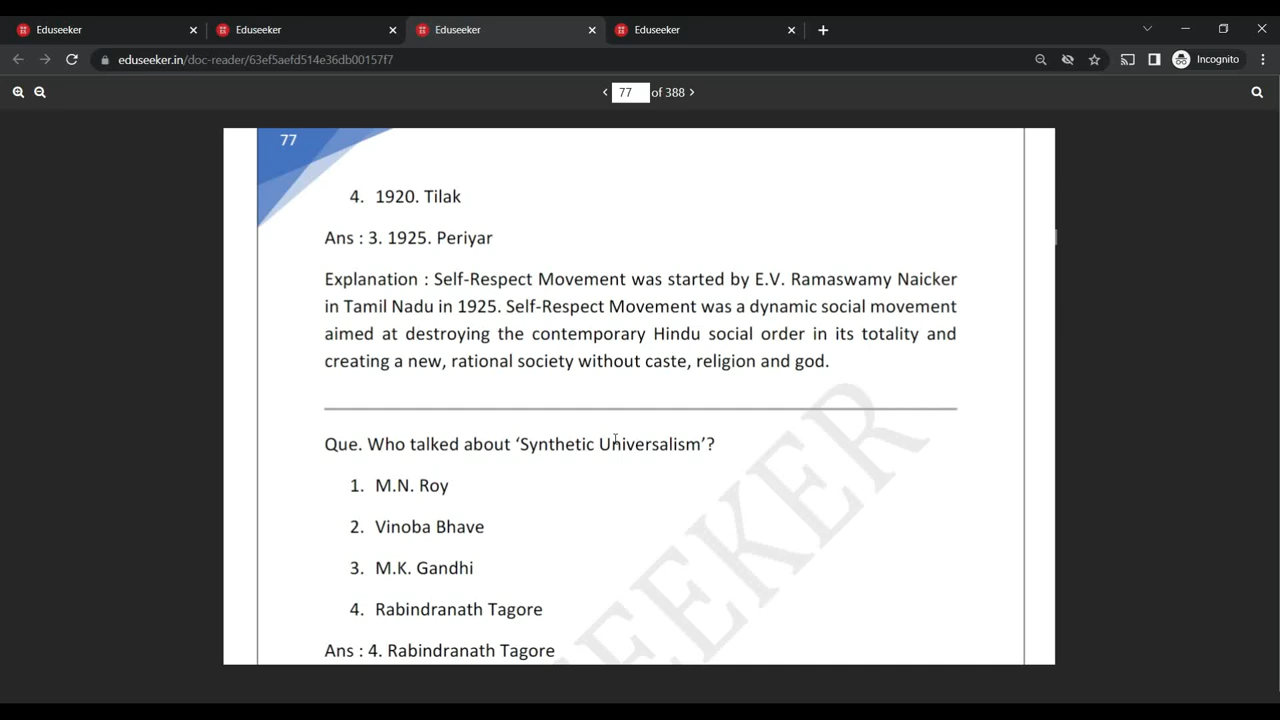 Eduseeker
Eduseeker
Eduseeker
Eduseeker
eduseeker.in/doc-reader/63ef5aefd514e36db00157f7
Incognito
77 of 388
77
4. 1920. Tilak
Ans : 3. 1925. Periyar
Explanation : Self-Respect Movement was started by E.V. Ramaswamy Naicker
in Tamil Nadu in 1925. Self-Respect Movement was a dynamic social movement
aimed at destroying the contemporary Hindu social order in its totality and
creating a new, rational society without caste, religion and god.
Que. Who talked about ‘Synthetic Universalism’?
1. M.N. Roy
2. Vinoba Bhave
3. M.K. Gandhi
4. Rabindranath Tagore
Ans : 4. Rabindranath Tagore
EEKER